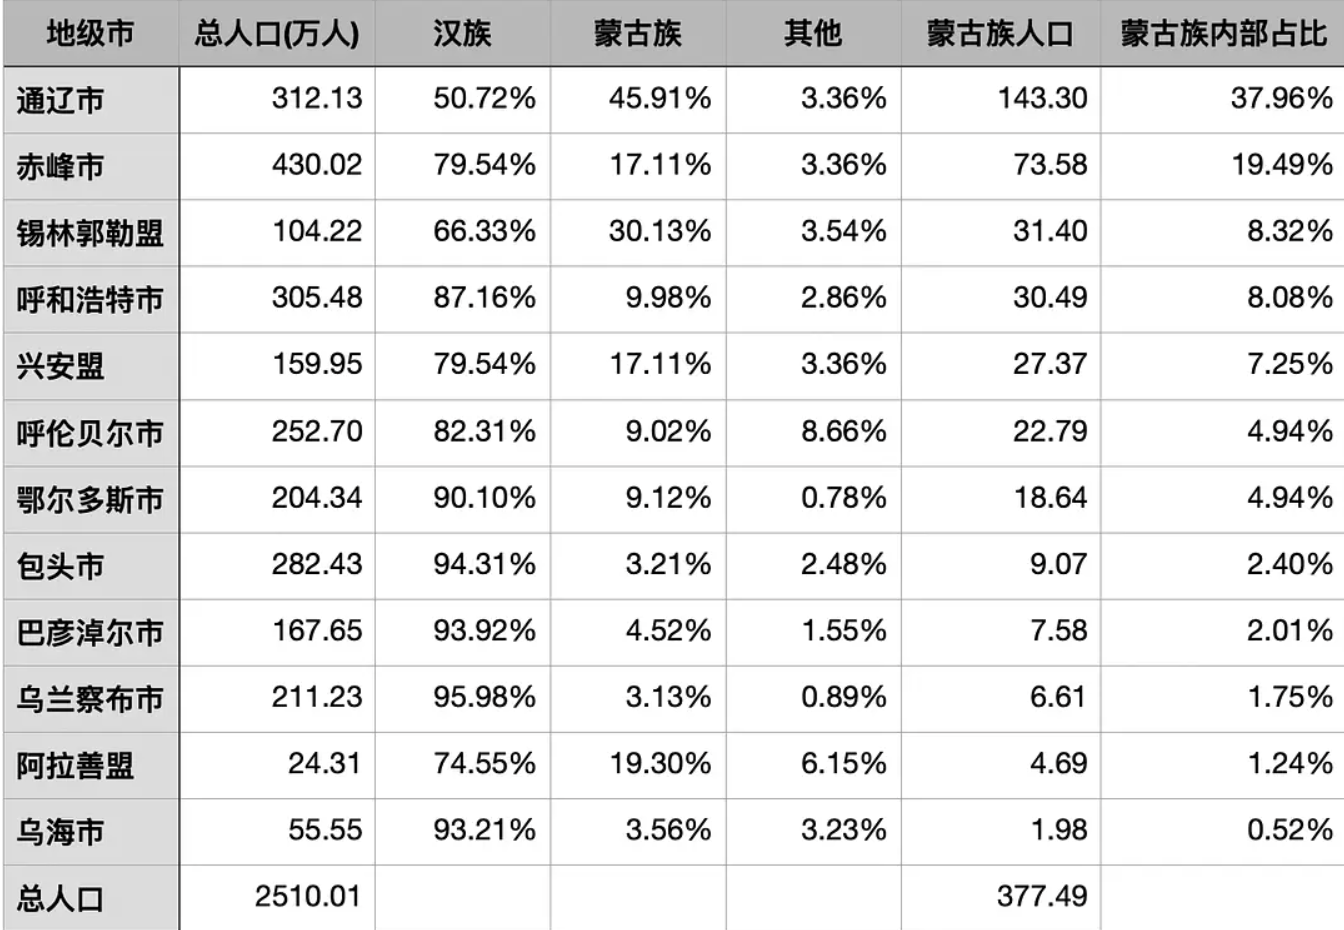 地级市 总人口(万人) 汉族 蒙古族 其他 蒙古族人口 蒙古族内部占比
通辽市 312.13 50.72% 45.91% 3.36% 143.30 37.96%
赤峰市 430.02 79.54% 17.11% 3.36% 73.58 19.49%
锡林郭勒盟 104.22 66.33% 30.13% 3.54% 31.40 8.32%
呼和浩特市 305.48 87.16% 9.98% 2.86% 30.49 8.08%
兴安盟 159.95 79.54% 17.11% 3.36% 27.37 7.25%
呼伦贝尔市 252.70 82.31% 9.02% 8.66% 22.79 4.94%
鄂尔多斯市 204.34 90.10% 9.12% 0.78% 18.64 4.94%
包头市 282.43 94.31% 3.21% 2.48% 9.07 2.40%
巴彦淖尔市 167.65 93.92% 4.52% 1.55% 7.58 2.01%
乌兰察布市 211.23 95.98% 3.13% 0.89% 6.61 1.75%
阿拉善盟 24.31 74.55% 19.30% 6.15% 4.69 1.24%
乌海市 55.55 93.21% 3.56% 3.23% 1.98 0.52%
总人口 2510.01 377.49